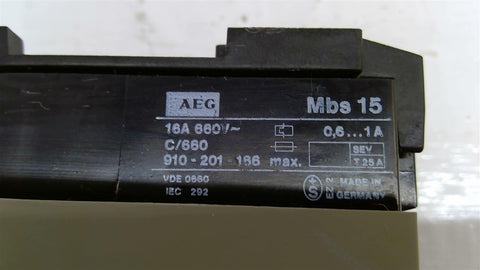 AEG Mbs 15
16A 660V~ 0,6...1A
C/660 SEV
910-201-166 max. T 25 A
VDE 0660 MADE IN
IEC 292 GERMANY